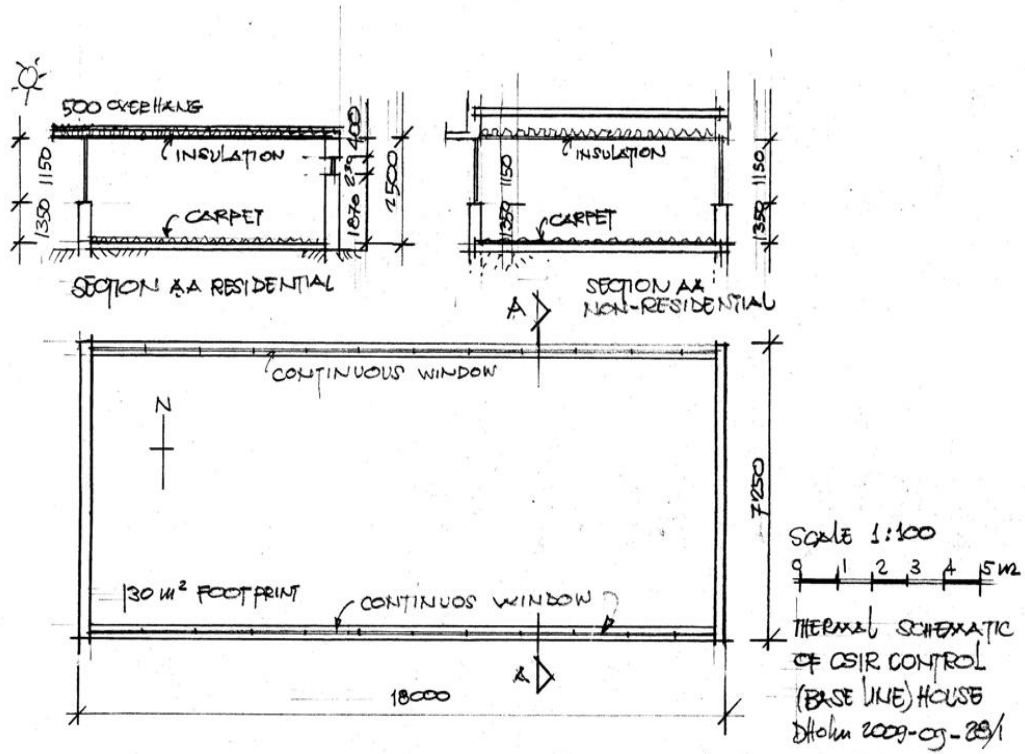 500 OVERHANG
INSULATION
CARPET
1150
1350
400
230
1870
2500
SECTION AA RESIDENTIAL
INSULATION
CARPET
1150
1350
1150
1350
SECTION AA
NON-RESIDENTIAL
A
CONTINUOUS WINDOW
N
7250
130 m² FOOTPRINT
CONTINUOS WINDOW
A
18000
SCALE 1:100
0 1 2 3 4 5 m
THERMAL SCHEMATIC
OF CSIR CONTROL
(BASE LINE) HOUSE
DHolm 2009-09-28/1